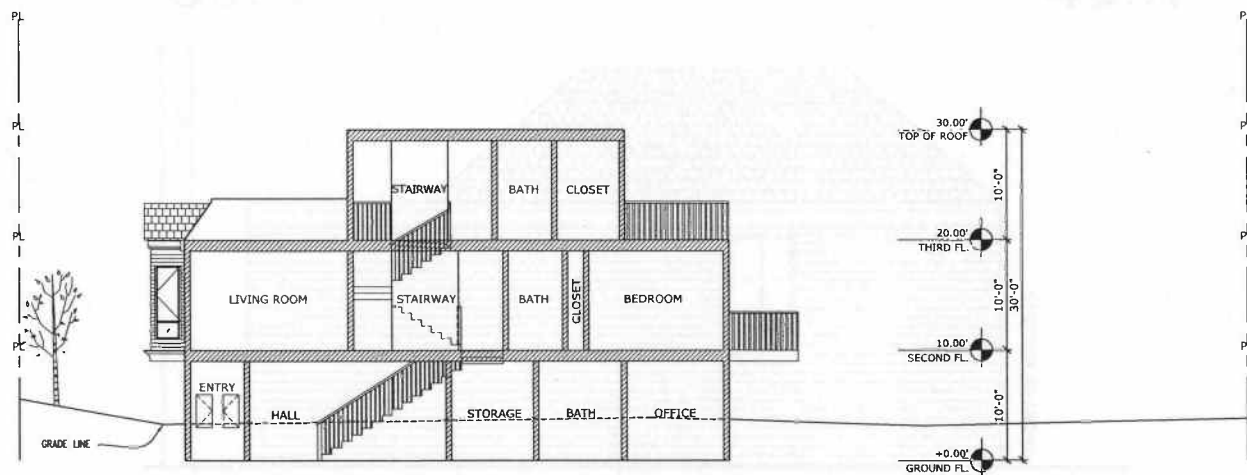 PL
P
PL
P
PL
P
PL
P
30.00'
TOP OF ROOF
10'-0"
STAIRWAY
BATH
CLOSET
20.00'
THIRD FL.
10'-0"
30'-0"
LIVING ROOM
STAIRWAY
BATH
CLOSET
BEDROOM
10.00'
SECOND FL.
10'-0"
ENTRY
HALL
STORAGE
BATH
OFFICE
GRADE LINE
+0.00'
GROUND FL.